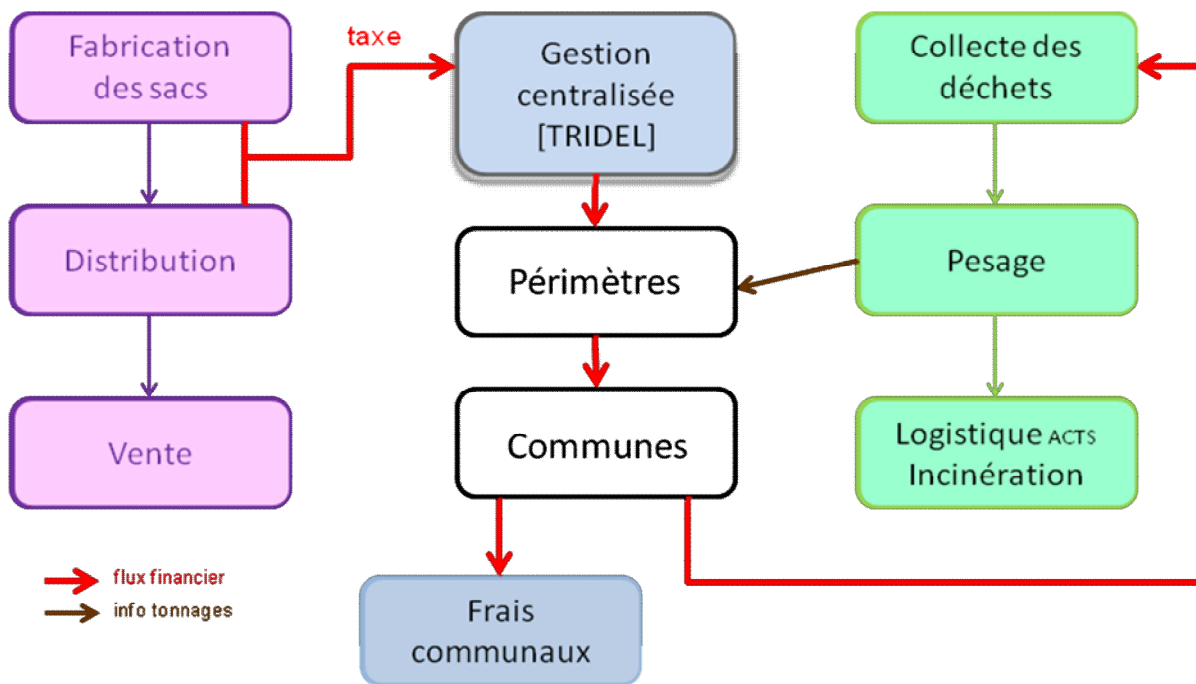 Fabrication
des sacs
taxe
Gestion
centralisée
[TRIDEL]
Collecte des
déchets
Distribution
Périmètres
Pesage
Vente
Communes
Logistique ACTS
Incinération
flux financier
info tonnages
Frais
communaux